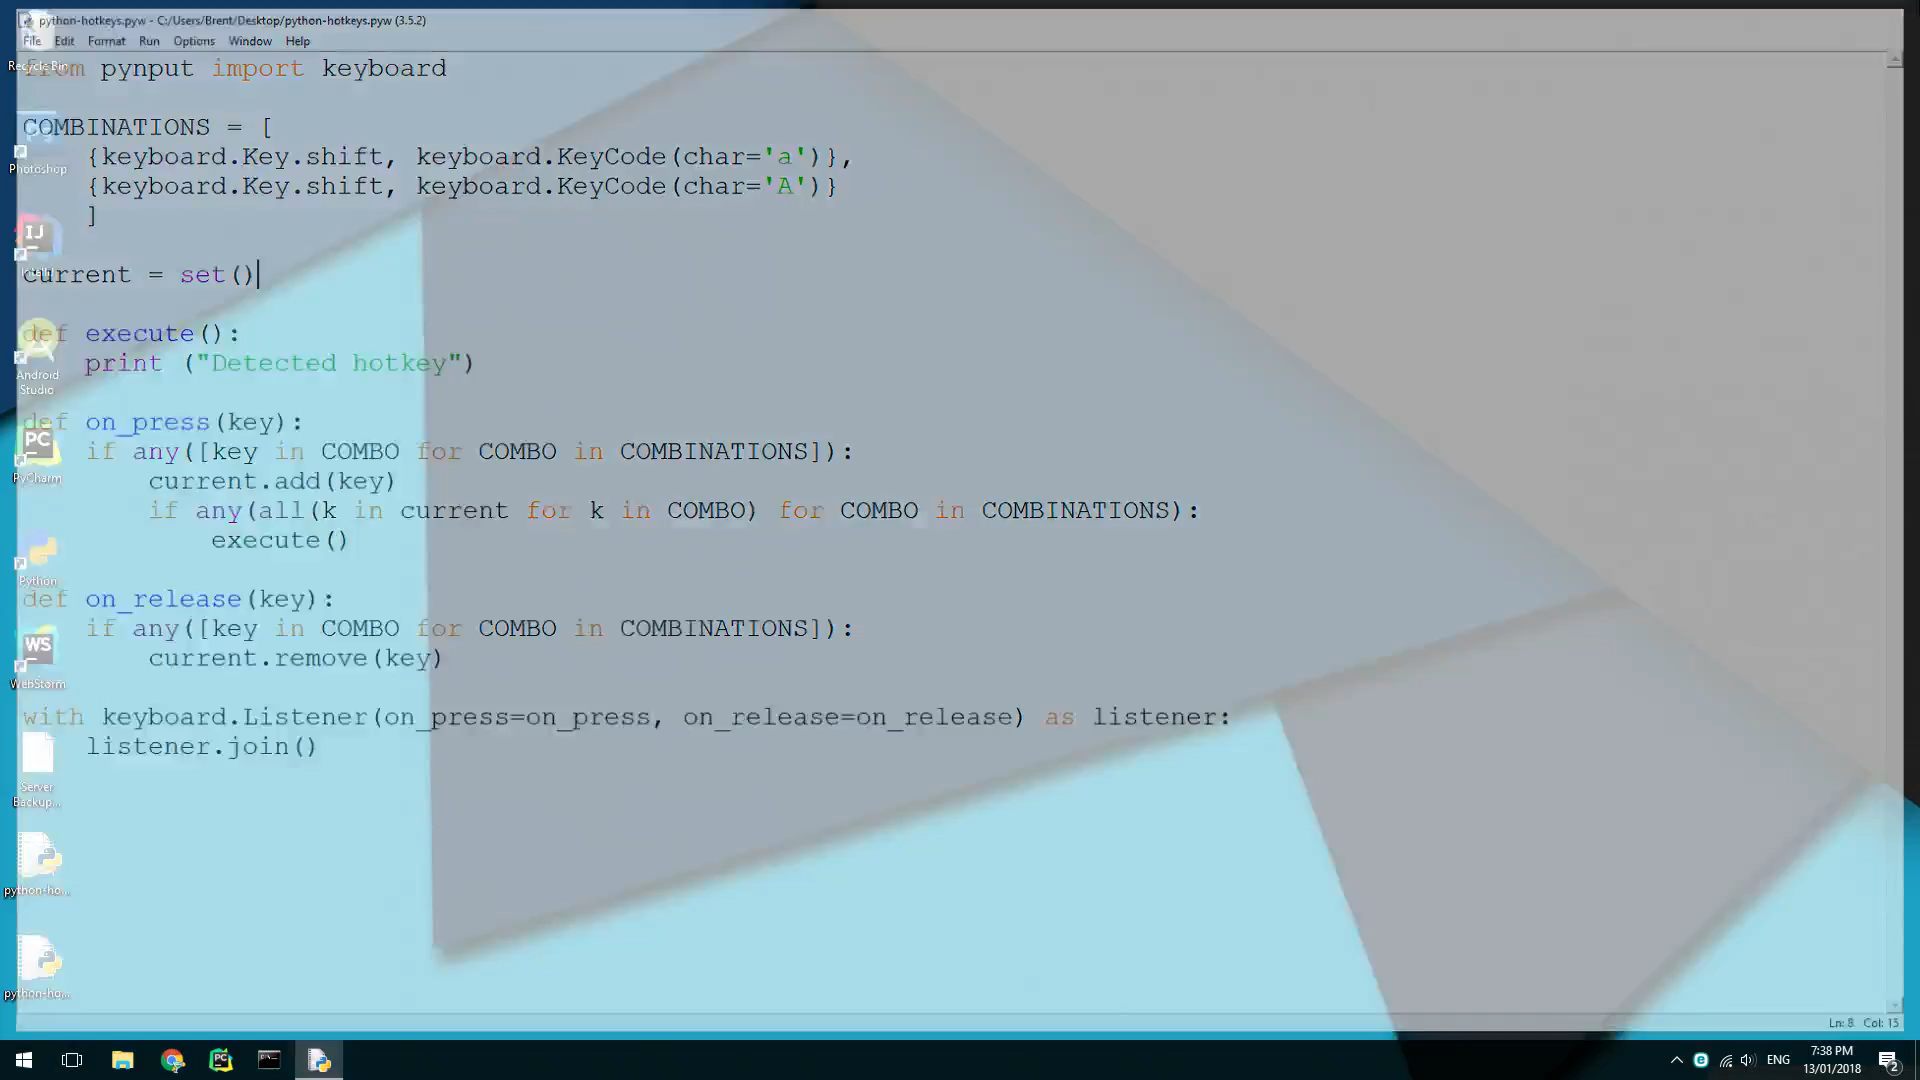 python-hotkeys.pyw - C:/Users/Brent/Desktop/python-hotkeys.pyw (3.5.2)
File Edit Format Run Options Window Help
from pynput import keyboard
COMBINATIONS = [
{keyboard.Key.shift, keyboard.KeyCode(char='a')},
{keyboard.Key.shift, keyboard.KeyCode(char='A')}
]
current = set()
def execute():
print ("Detected hotkey")
def on_press(key):
if any([key in COMBO for COMBO in COMBINATIONS]):
current.add(key)
if any(all(k in current for k in COMBO) for COMBO in COMBINATIONS):
execute()
def on_release(key):
if any([key in COMBO for COMBO in COMBINATIONS]):
current.remove(key)
with keyboard.Listener(on_press=on_press, on_release=on_release) as listener:
listener.join()
Recycle Bin
Photoshop
IJ
Android
Studio
PC
PyCharm
Python
WS
WebStorm
Server
Backup...
python-ho...
python-ho...
Ln: 8 Col: 15
ENG
7:38 PM
13/01/2018
2